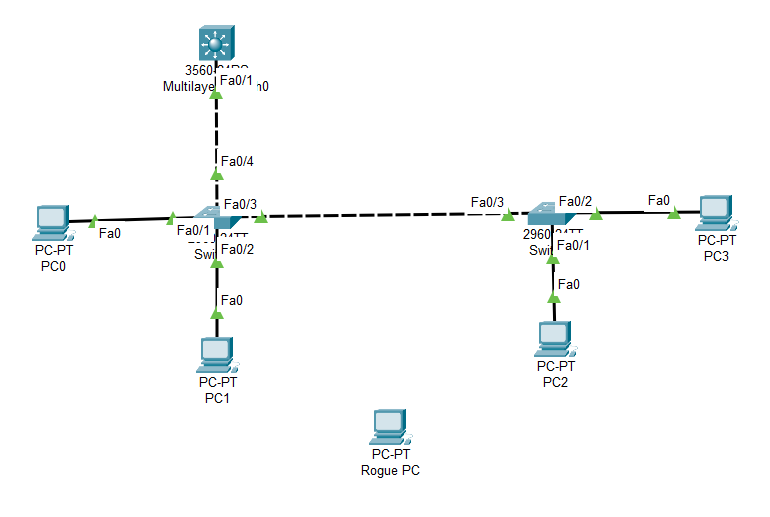 Fa0/1
Fa0/4
Fa0/3
Fa0/1
Fa0
Fa0/2
Fa0
PC-PT
PC0
PC-PT
PC1
Fa0/3
Fa0/2
Fa0
Fa0/1
Fa0
PC-PT
PC3
PC-PT
PC2
PC-PT
Rogue PC